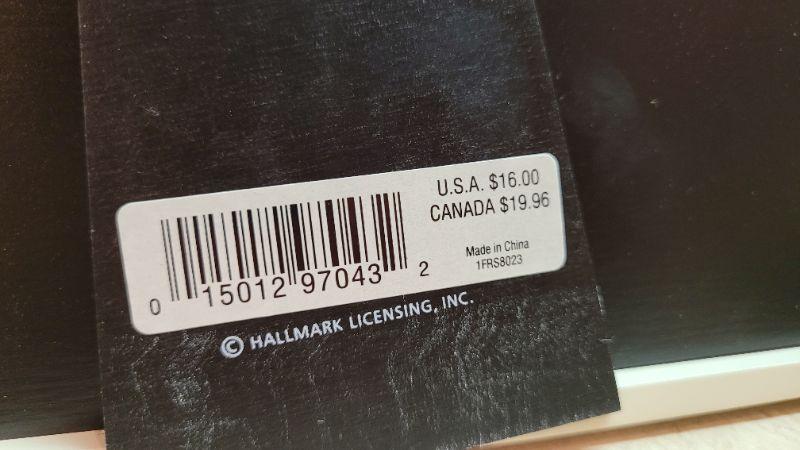 U.S.A. $16.00
CANADA $19.96
Made in China
1FRS8023
0 15012 97043 2
© HALLMARK LICENSING, INC.